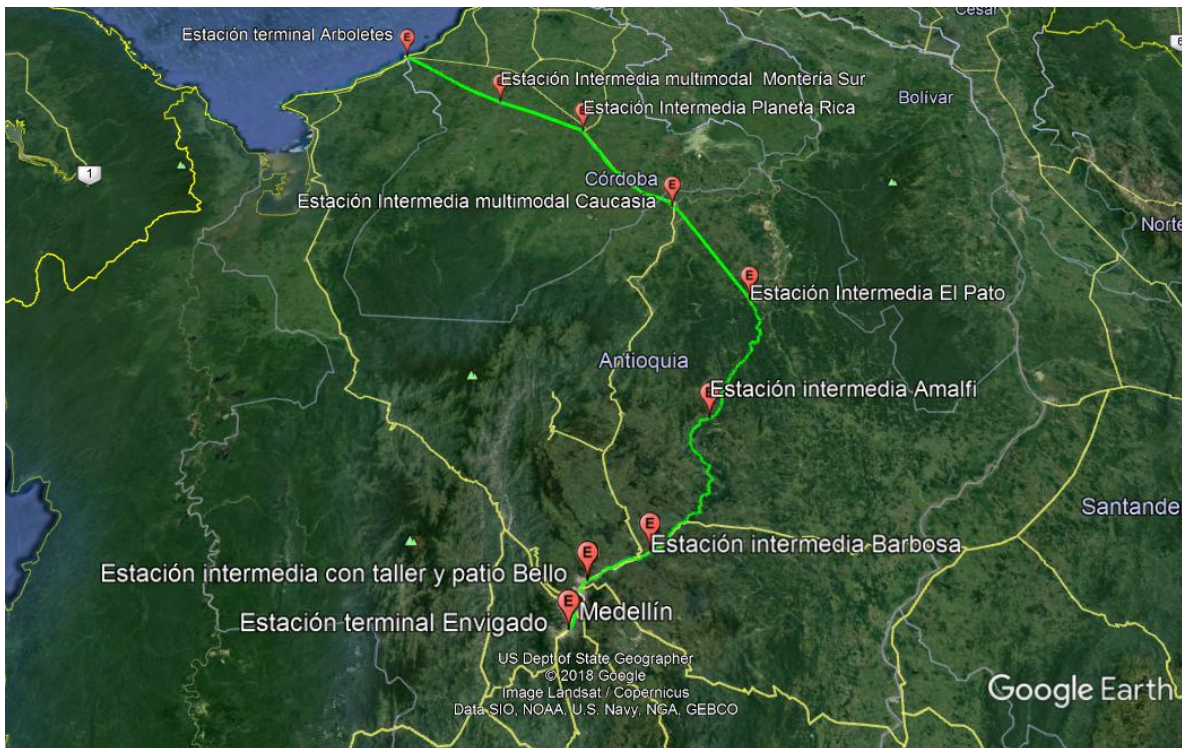 Cesar
6
Estación terminal Arboletes
E
Estación Intermedia multimodal Montería Sur
E
Bolívar
Estación Intermedia Planeta Rica
E
1
Córdoba
E
Estación Intermedia multimodal Caucasia
Norte
E
Estación Intermedia El Pato
Antioquia
Estación intermedia Amalfi
E
Santande
E
Estación intermedia Barbosa
E
Estación intermedia con taller y patio Bello
E
Medellín
Estación terminal Envigado
US Dept of State Geographer
© 2018 Google
Image Landsat / Copernicus
Data SIO, NOAA, U.S. Navy, NGA, GEBCO
Google Earth